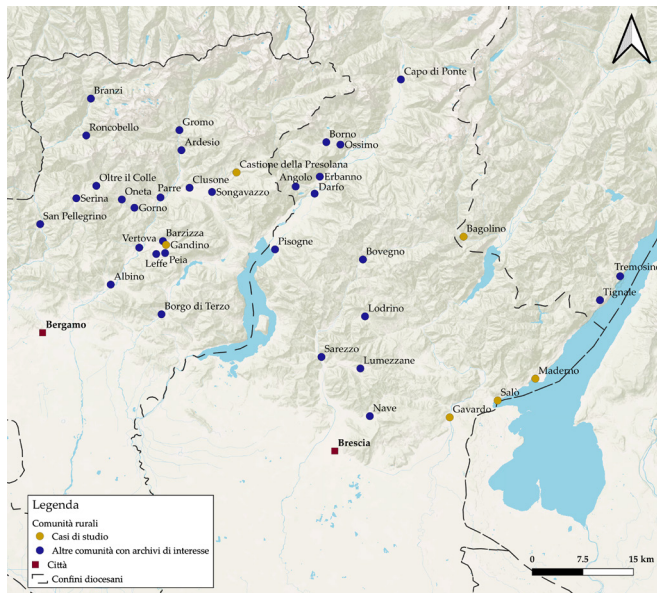 Capo di Ponte
Branzi
Gromo
Roncobello
Borno
Ossimo
Ardesio
Castione della Presolana
Oltre il Colle
Clusone
Erbanno
Angolo
Parre
Oneta
Songavazzo
Darfo
Serina
Gorno
San Pellegrino
Bagolino
Barzizza
Vertova
Gandino
Pisogne
Bovegno
Leffe
Peia
Tremosine
Albino
Tignale
Borgo di Terzo
Lodrino
Bergamo
Sarezzo
Lumezzane
Maderno
Salò
Nave
Gavardo
Brescia
Legenda
Comunità rurali
Casi di studio
Altre comunità con archivi di interesse
Città
Confini diocesani
0 7.5 15 km